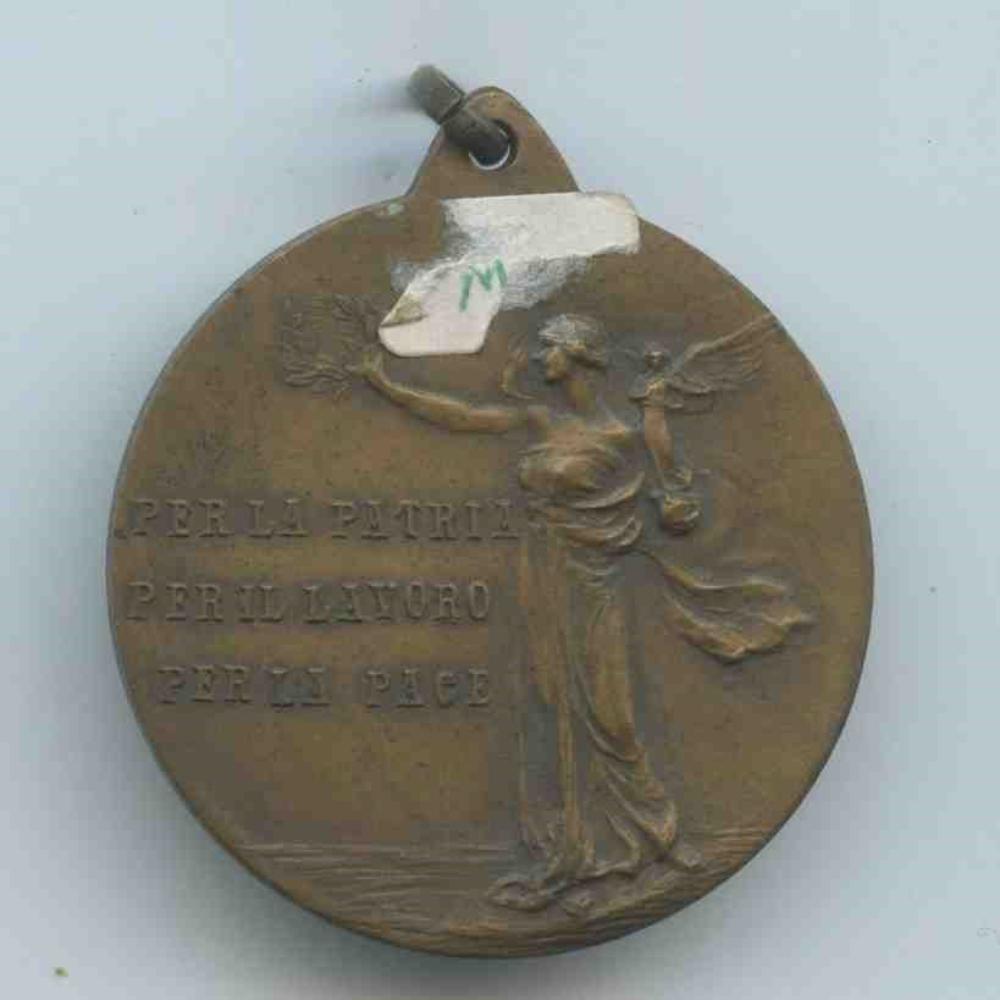 M
PER LA PATRIA
PER IL LAVORO
PER LA PACE